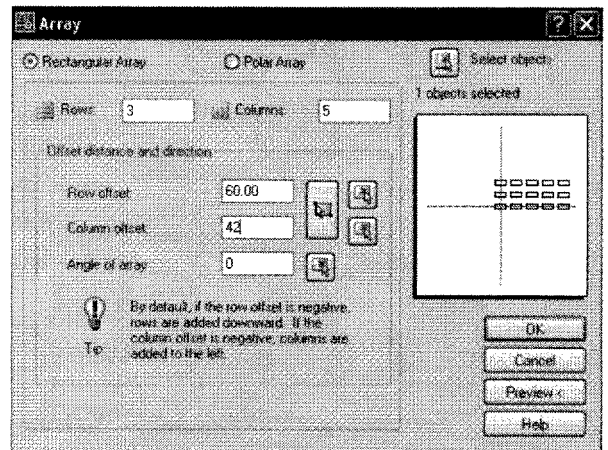 Array
Rectangular Array Polar Array Select objects
1 objects selected
Rows: 3 Columns: 5
Offset distance and direction
Row offset: 60.00
Column offset: 42
Angle of array: 0
By default, if the row offset is negative,
rows are added downward. If the
column offset is negative, columns are
added to the left.
Tip
OK
Cancel
Preview <
Help